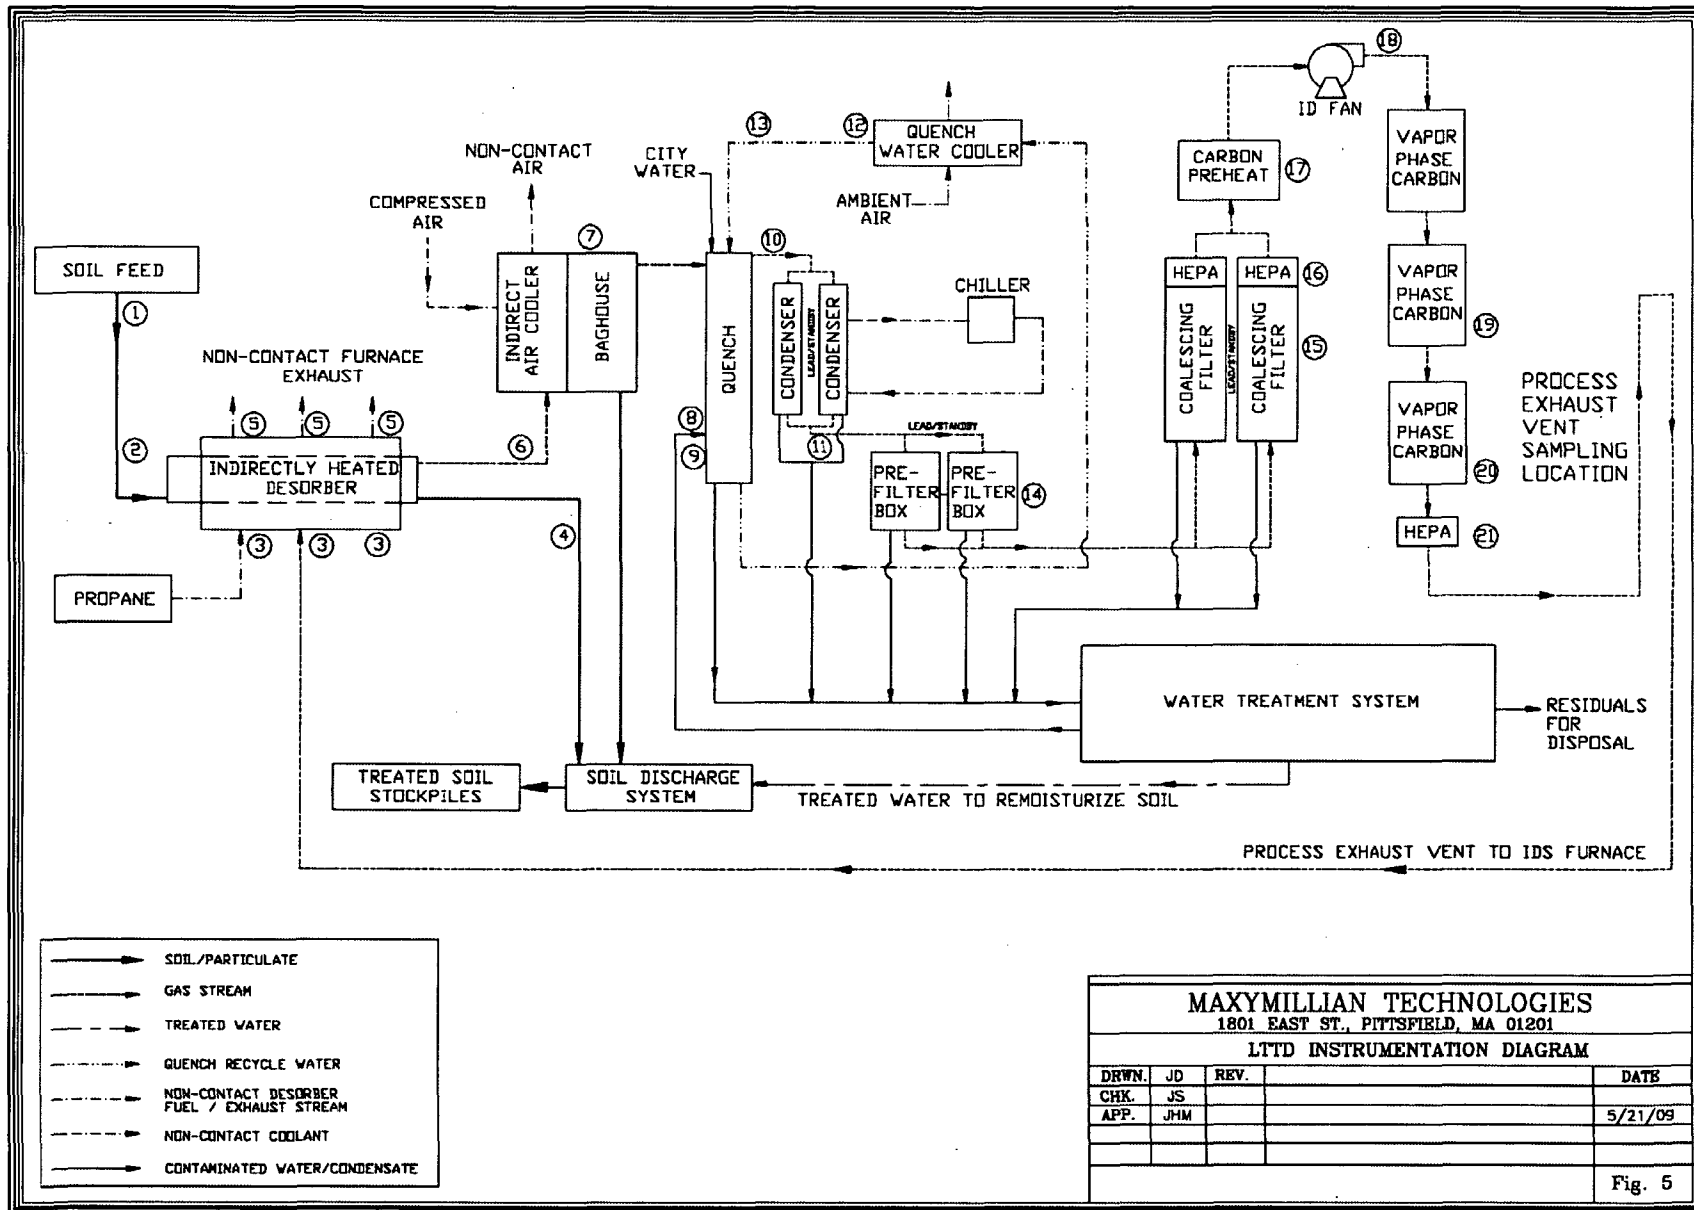 18
ID FAN
13
12
QUENCH
WATER COOLER
VAPOR
PHASE
CARBON
NON-CONTACT
AIR
CITY
WATER
CARBON
PREHEAT
17
COMPRESSED
AIR
AMBIENT
AIR
7
10
SOIL FEED
HEPA
HEPA
16
VAPOR
PHASE
CARBON
CHILLER
1
INDIRECT
AIR COOLER
BAGHOUSE
QUENCH
CONDENSER
LEAD/STANDBY
CONDENSER
COALESCING
FILTER
LEAD/STANDBY
COALESCING
FILTER
15
19
NON-CONTACT FURNACE
EXHAUST
PROCESS
EXHAUST
VENT
SAMPLING
LOCATION
5
5
5
8
LEAD/STANDBY
VAPOR
PHASE
CARBON
2
6
9
11
INDIRECTLY HEATED
DESORBER
PRE-
FILTER
BOX
PRE-
FILTER
BOX
14
20
4
HEPA
21
3
3
3
PROPANE
WATER TREATMENT SYSTEM
RESIDUALS
FOR
DISPOSAL
TREATED SOIL
STOCKPILES
SOIL DISCHARGE
SYSTEM
TREATED WATER TO REMOISTURIZE SOIL
PROCESS EXHAUST VENT TO IDS FURNACE
SOIL/PARTICULATE
GAS STREAM
TREATED WATER
QUENCH RECYCLE WATER
NON-CONTACT DESORBER
FUEL / EXHAUST STREAM
NON-CONTACT COOLANT
CONTAMINATED WATER/CONDENSATE
MAXYMILLIAN TECHNOLOGIES
1801 EAST ST., PITTSFIELD, MA 01201
LTTD INSTRUMENTATION DIAGRAM
DRWN. JD REV. DATE
CHK. JS
APP. JHM 5/21/09
Fig. 5